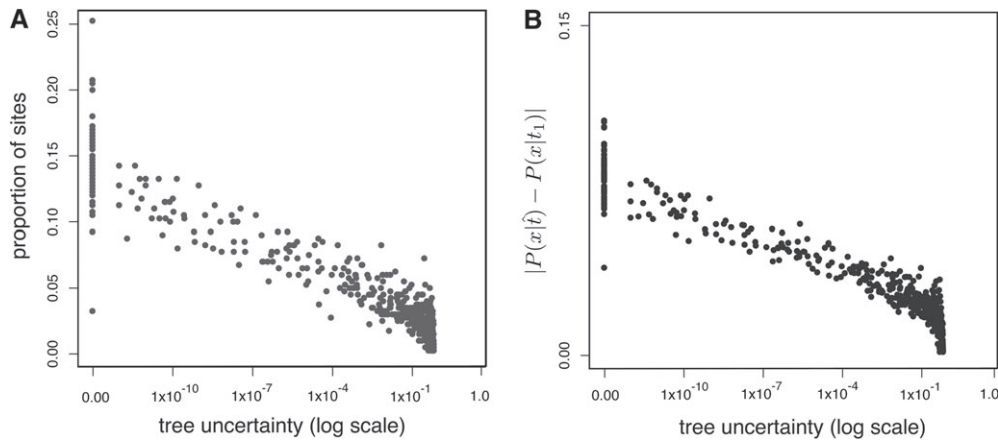 A
proportion of sites
0.25
0.20
0.15
0.10
0.05
0.00
0.00 1x10⁻¹⁰ 1x10⁻⁷ 1x10⁻⁴ 1x10⁻¹ 1.0
tree uncertainty (log scale)
B
|P(x|t̂) − P(x|t₁)|
0.15
0.00
0.00 1x10⁻¹⁰ 1x10⁻⁷ 1x10⁻⁴ 1x10⁻¹ 1.0
tree uncertainty (log scale)